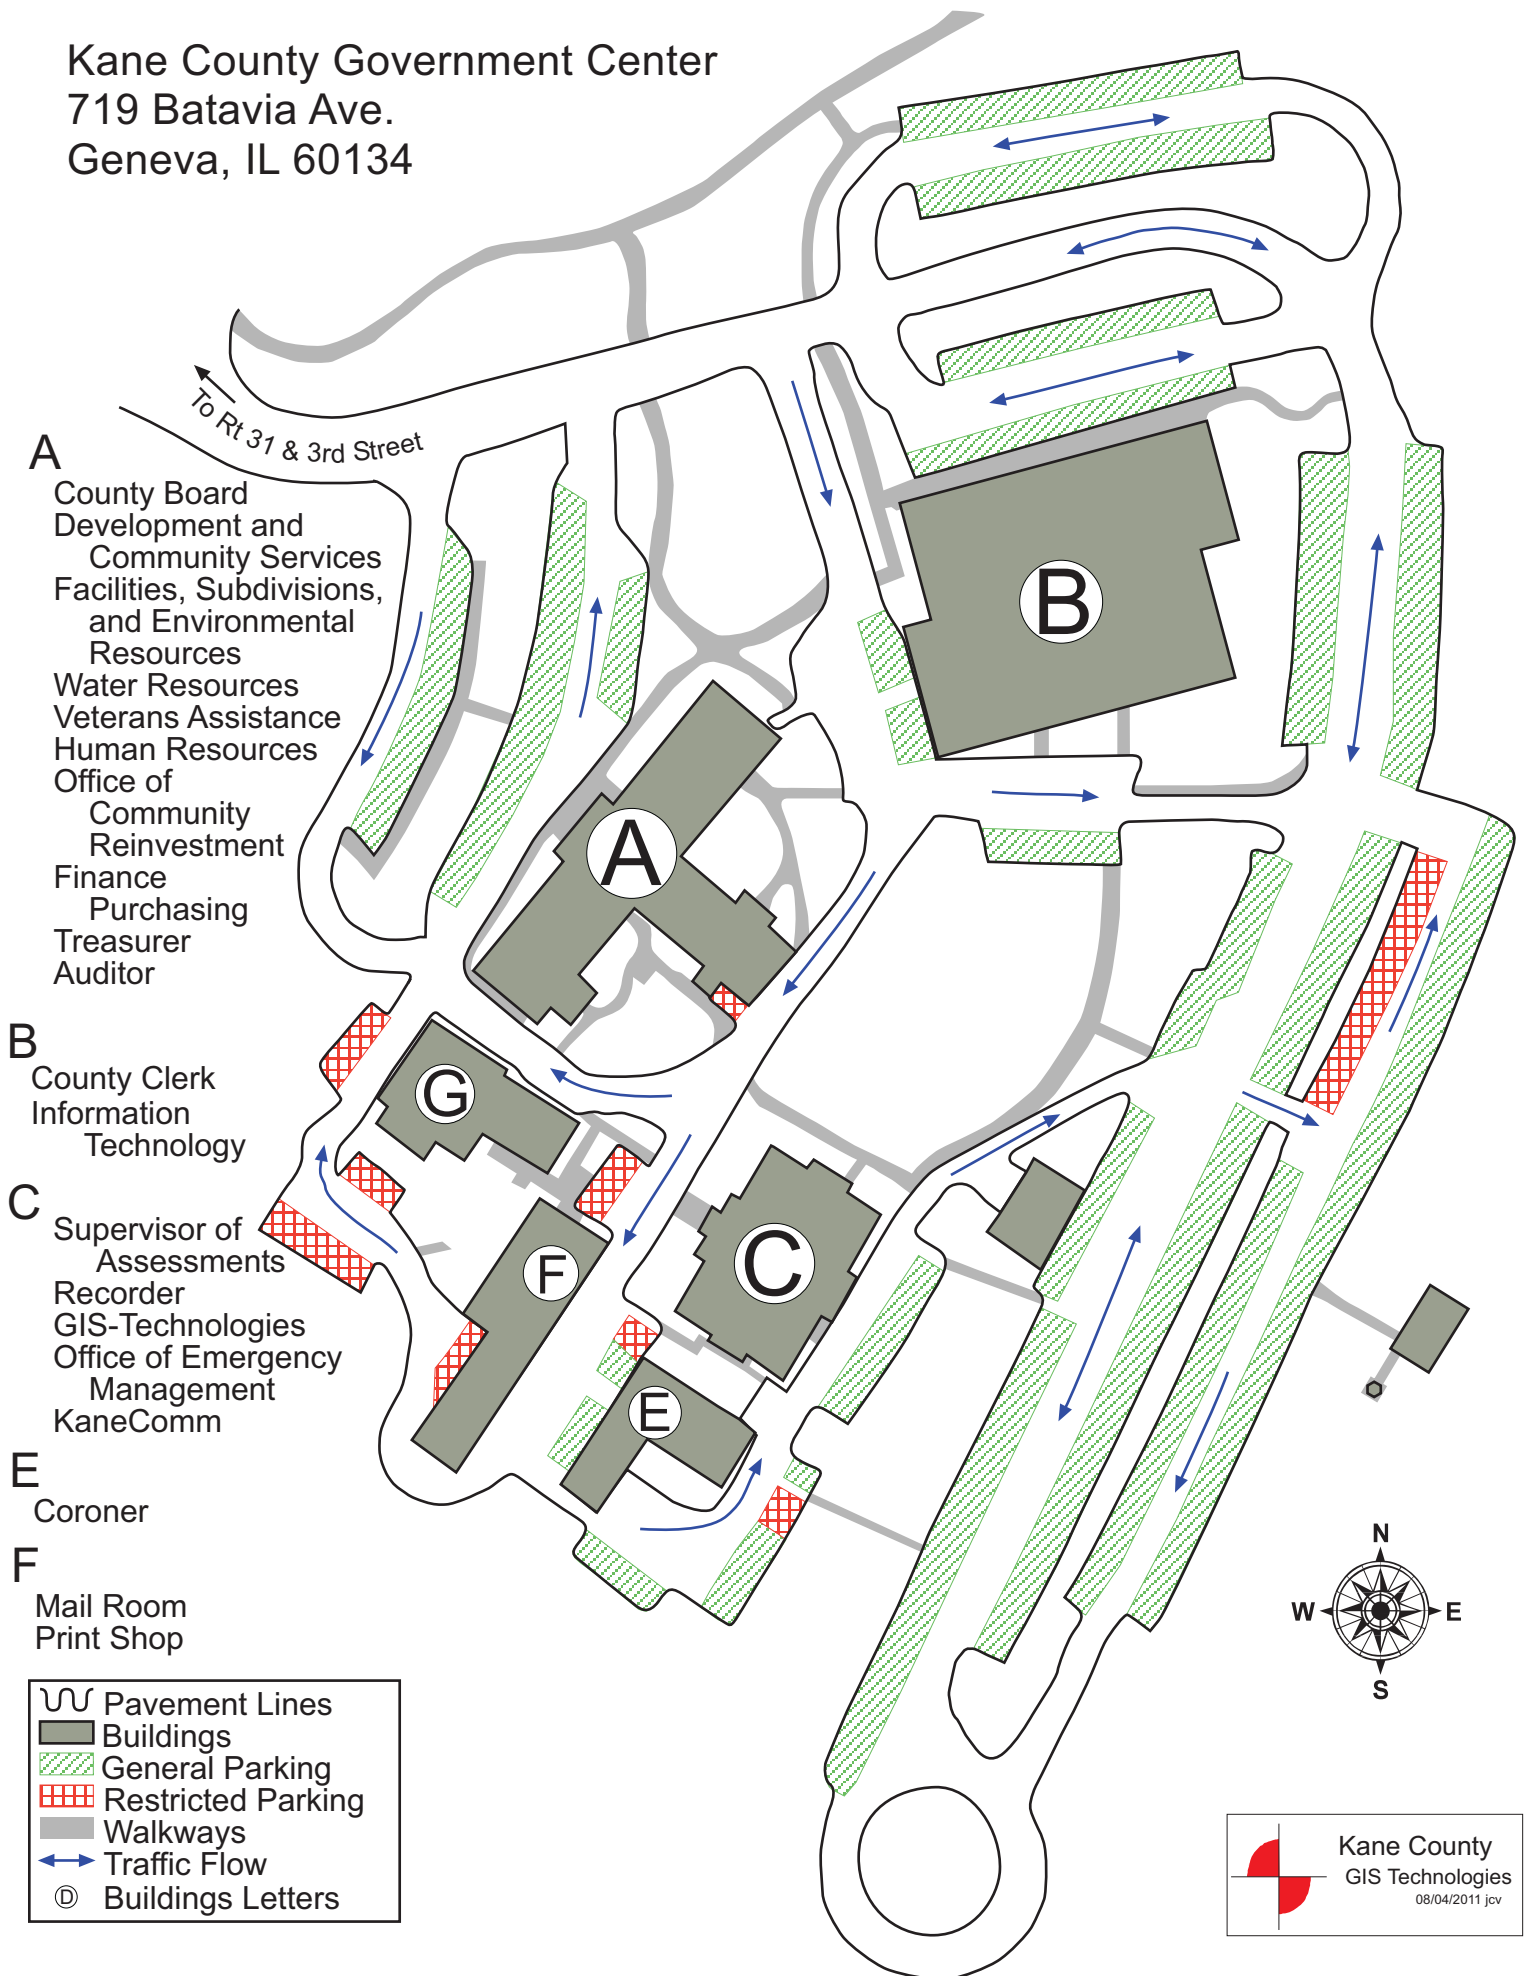 Kane County Government Center
719 Batavia Ave.
Geneva, IL 60134
To Rt 31 & 3rd Street
A
County Board
Development and
Community Services
Facilities, Subdivisions,
and Environmental
Resources
Water Resources
Veterans Assistance
Human Resources
Office of
Community
Reinvestment
Finance
Purchasing
Treasurer
Auditor
B
County Clerk
Information
Technology
C
Supervisor of
Assessments
Recorder
GIS-Technologies
Office of Emergency
Management
KaneComm
E
Coroner
F
Mail Room
Print Shop
Pavement Lines
Buildings
General Parking
Restricted Parking
Walkways
Traffic Flow
D Buildings Letters
B
A
G
C
F
E
N
W E
S
Kane County
GIS Technologies
08/04/2011 jcv